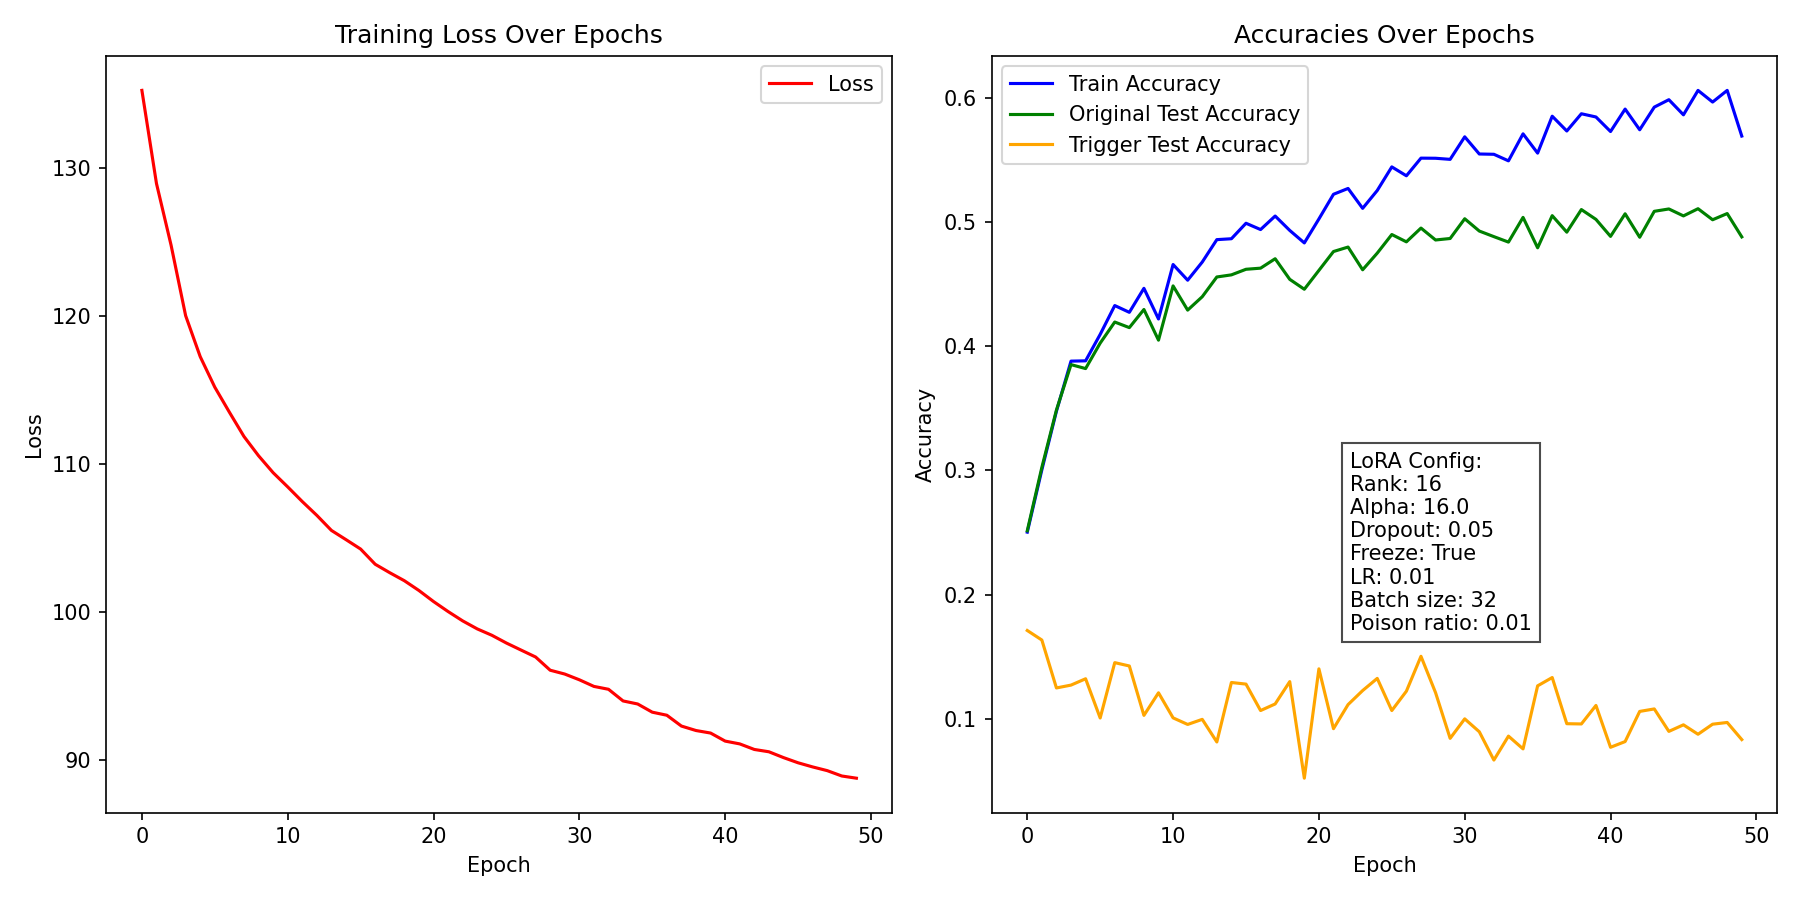 Training Loss Over Epochs
Loss
130
120
110
100
90
Loss
0
10
20
30
40
50
Epoch
Accuracies Over Epochs
Train Accuracy
Original Test Accuracy
Trigger Test Accuracy
0.6
0.5
0.4
0.3
0.2
0.1
Accuracy
LoRA Config:
Rank: 16
Alpha: 16.0
Dropout: 0.05
Freeze: True
LR: 0.01
Batch size: 32
Poison ratio: 0.01
0
10
20
30
40
50
Epoch